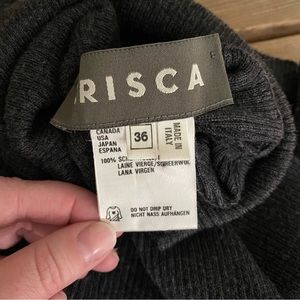 RISCA
CANADA
USA
JAPAN
ESPANA
36
MADE IN
ITALY
100%
LAINE VIERGE/SCHEERWOL
LANA VIRGEN
DO NOT DRIP DRY
NICHT NASS AUFHÄNGEN